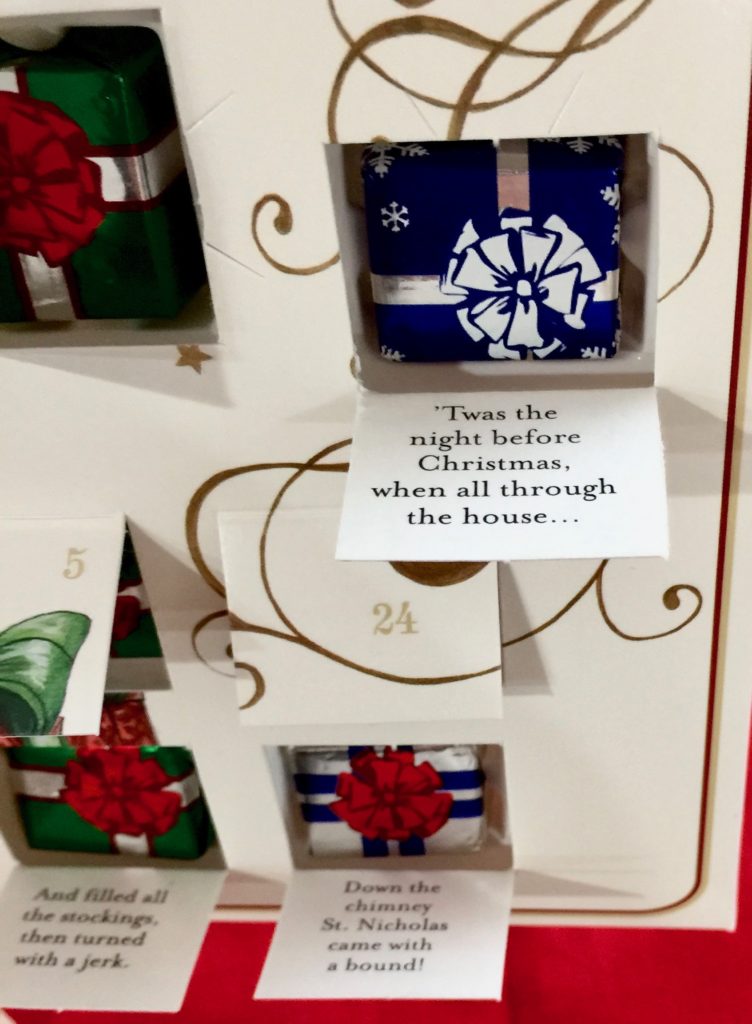 'Twas the
night before
Christmas,
when all through
the house...
5
24
And filled all
the stockings,
then turned
with a jerk.
Down the
chimney
St. Nicholas
came with
a bound!